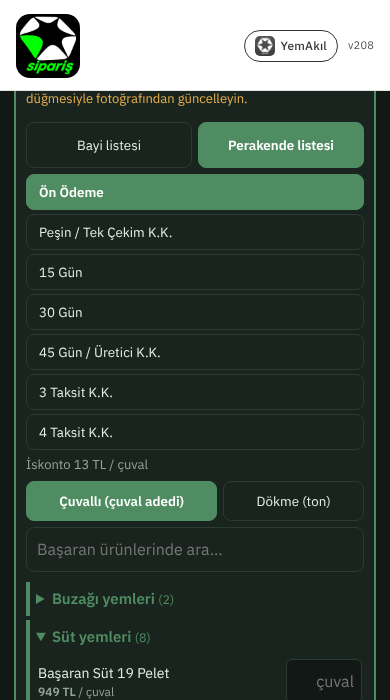 sipariş
YemAkıl
v208
düğmesiyle fotoğrafından güncelleyin.
Bayi listesi
Perakende listesi
Ön Ödeme
Peşin / Tek Çekim K.K.
15 Gün
30 Gün
45 Gün / Üretici K.K.
3 Taksit K.K.
4 Taksit K.K.
İskonto 13 TL / çuval
Çuvallı (çuval adedi)
Dökme (ton)
Başaran ürünlerinde ara...
Buzağı yemleri (2)
Süt yemleri (8)
Başaran Süt 19 Pelet
949 TL / çuval
çuval